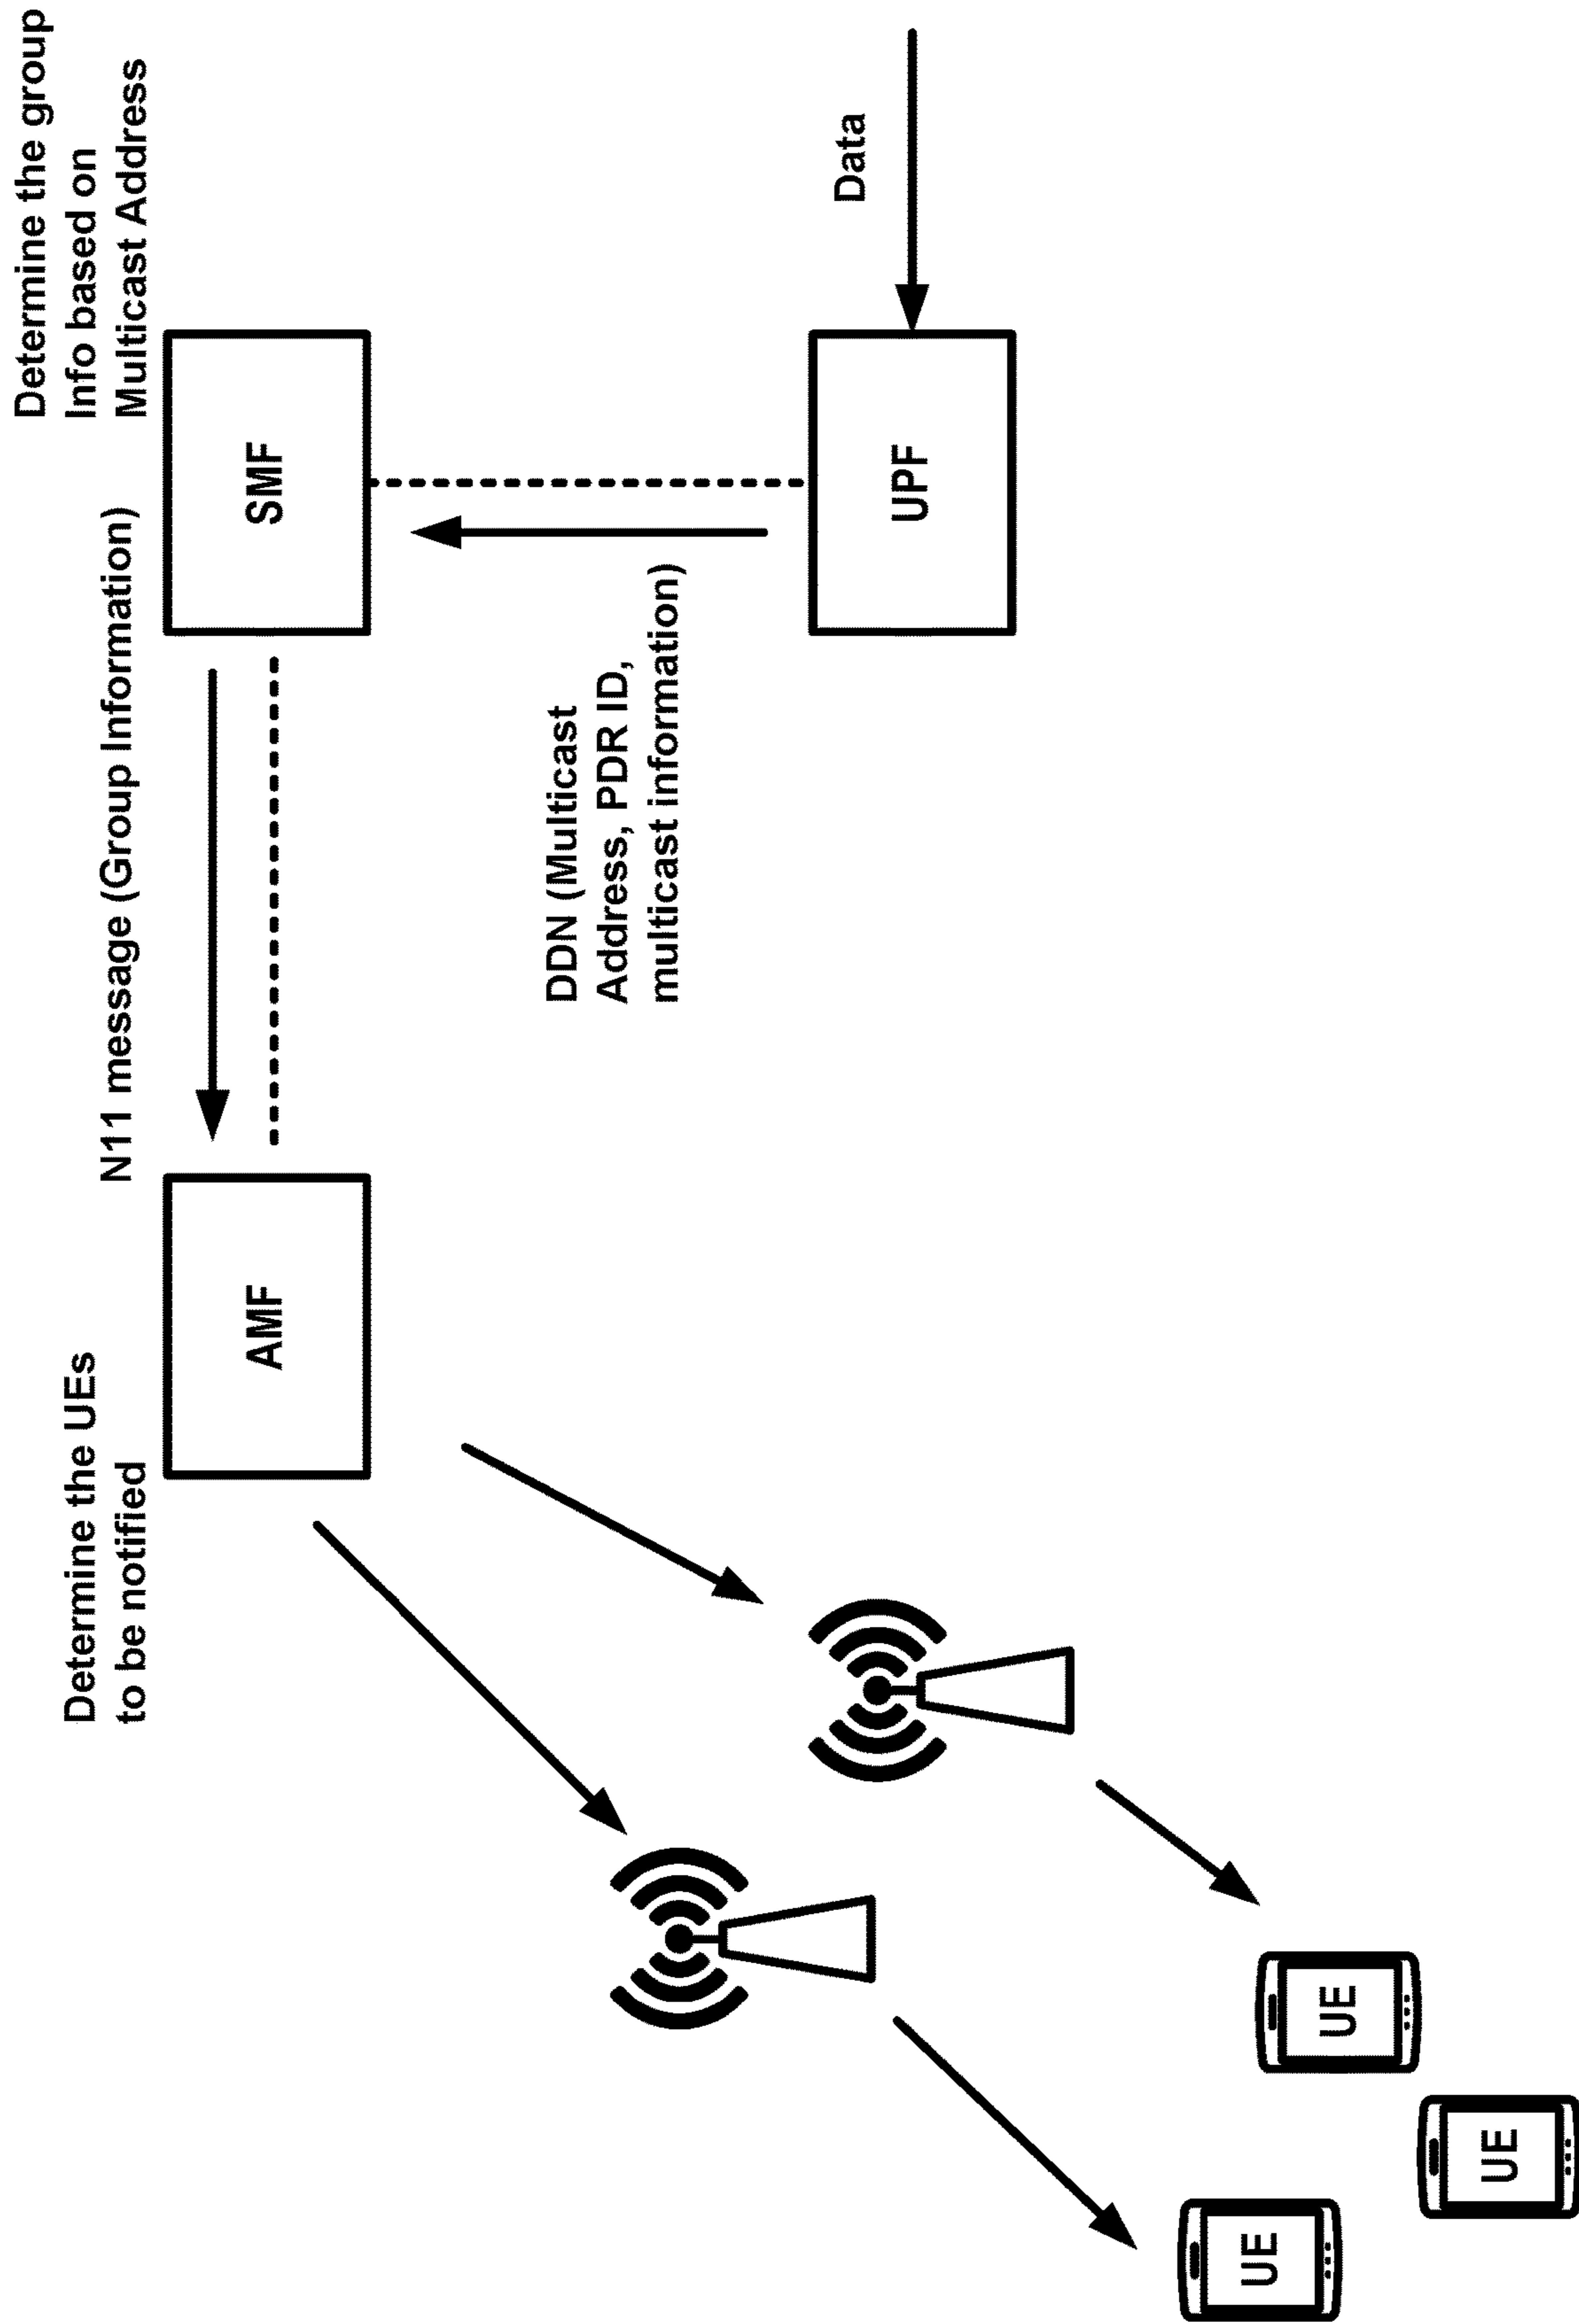 Determine the UEs
to be notified
N11 message (Group Information)
Determine the group
Info based on
Multicast Address
AMF
SMF
DDN (Multicast
Address, PDR ID,
multicast information)
UPF
Data
UE
UE
UE